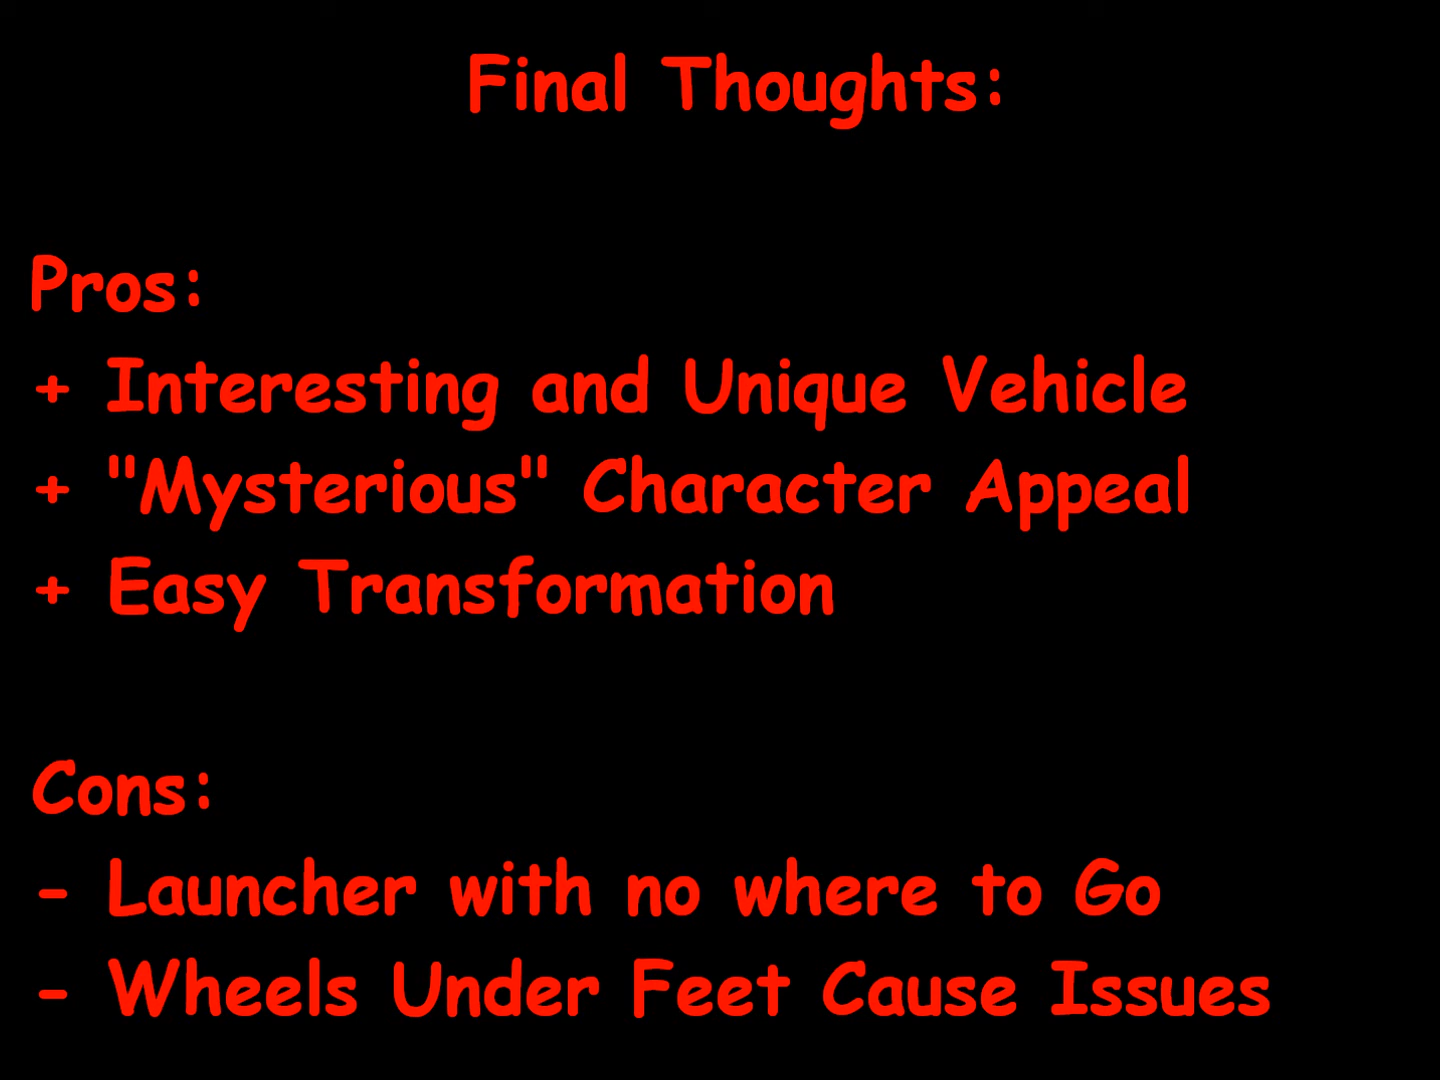 Final Thoughts:
Pros:
+ Interesting and Unique Vehicle
+ "Mysterious" Character Appeal
+ Easy Transformation
Cons:
- Launcher with no where to Go
- Wheels Under Feet Cause Issues